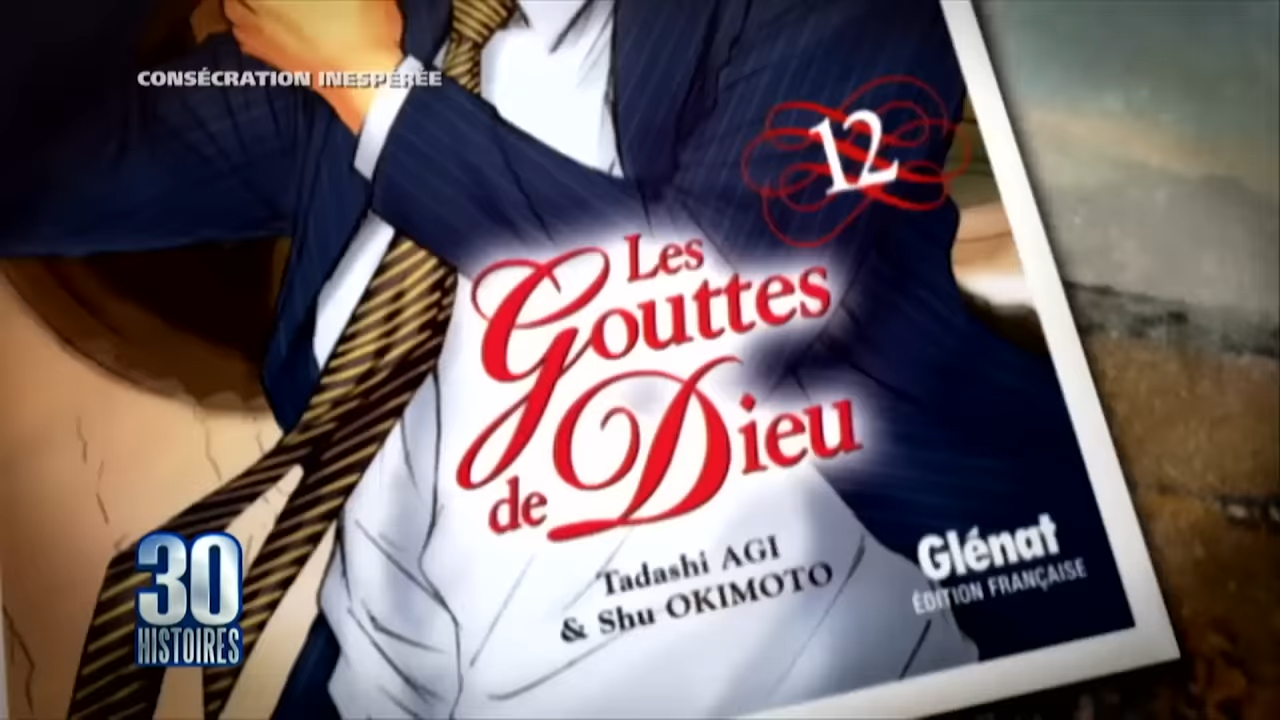 CONSÉCRATION INESPÉRÉE
12
Les
Gouttes
de Dieu
Tadashi AGI
& Shu OKIMOTO
Glénat
ÉDITION FRANÇAISE
30
HISTOIRES